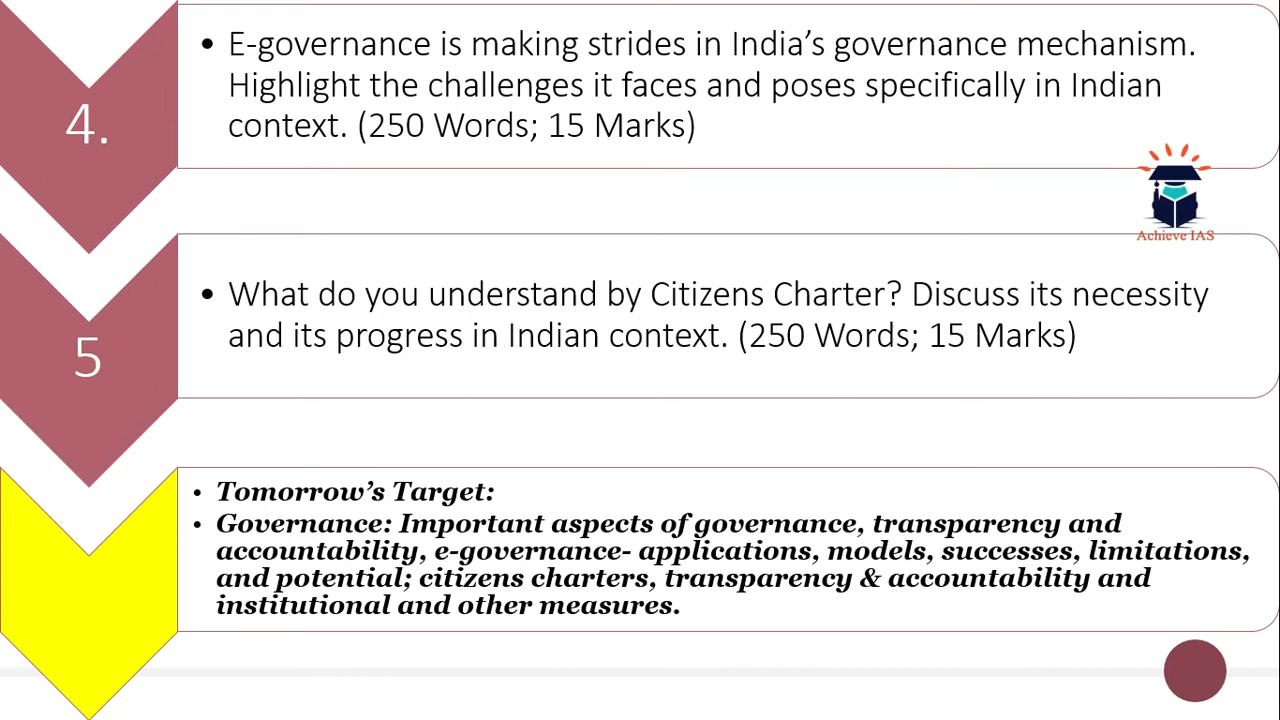 4.
• E-governance is making strides in India’s governance mechanism.
Highlight the challenges it faces and poses specifically in Indian
context. (250 Words; 15 Marks)
Achieve IAS
5
• What do you understand by Citizens Charter? Discuss its necessity
and its progress in Indian context. (250 Words; 15 Marks)
• Tomorrow’s Target:
• Governance: Important aspects of governance, transparency and
accountability, e-governance- applications, models, successes, limitations,
and potential; citizens charters, transparency & accountability and
institutional and other measures.